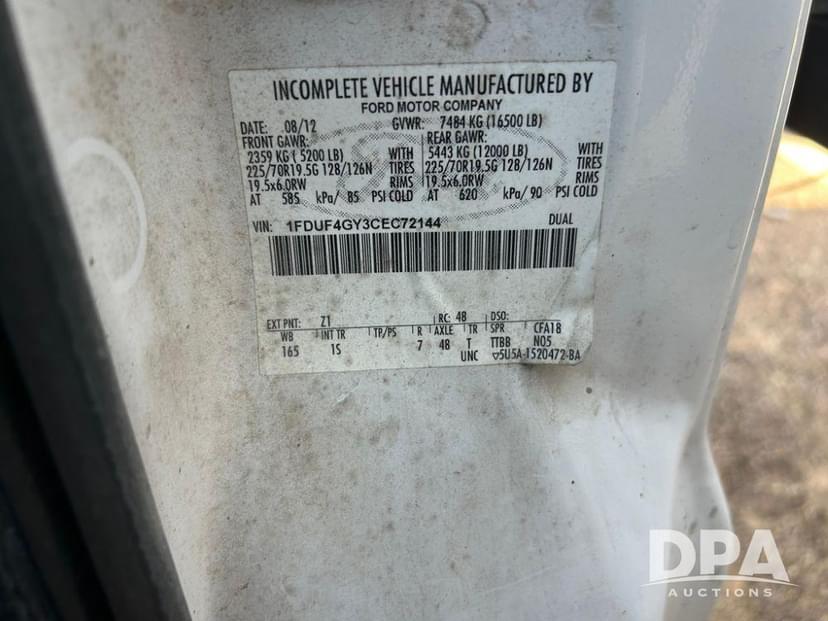 INCOMPLETE VEHICLE MANUFACTURED BY
FORD MOTOR COMPANY
DATE: 08/12 GVWR: 7484 KG (16500 LB)
FRONT GAWR: REAR GAWR:
2359 KG ( 5200 LB) WITH 5443 KG (12000 LB) WITH
225/70R19.5G 128/126N TIRES 225/70R19.5G 128/126N TIRES
19.5x6.0RW RIMS 19.5x6.0RW RIMS
AT 585 kPa/ 85 PSI COLD AT 620 kPa/ 90 PSI COLD
VIN: 1FDUF4GY3CEC72144 DUAL
EXT PNT: Z1 RC: 48 DSO:
WB INT TR TP/PS R AXLE TR SPR CFA18
165 1S 7 48 T TTBB N05
UNC ▽5U5A-1520472-BA
DPA
AUCTIONS